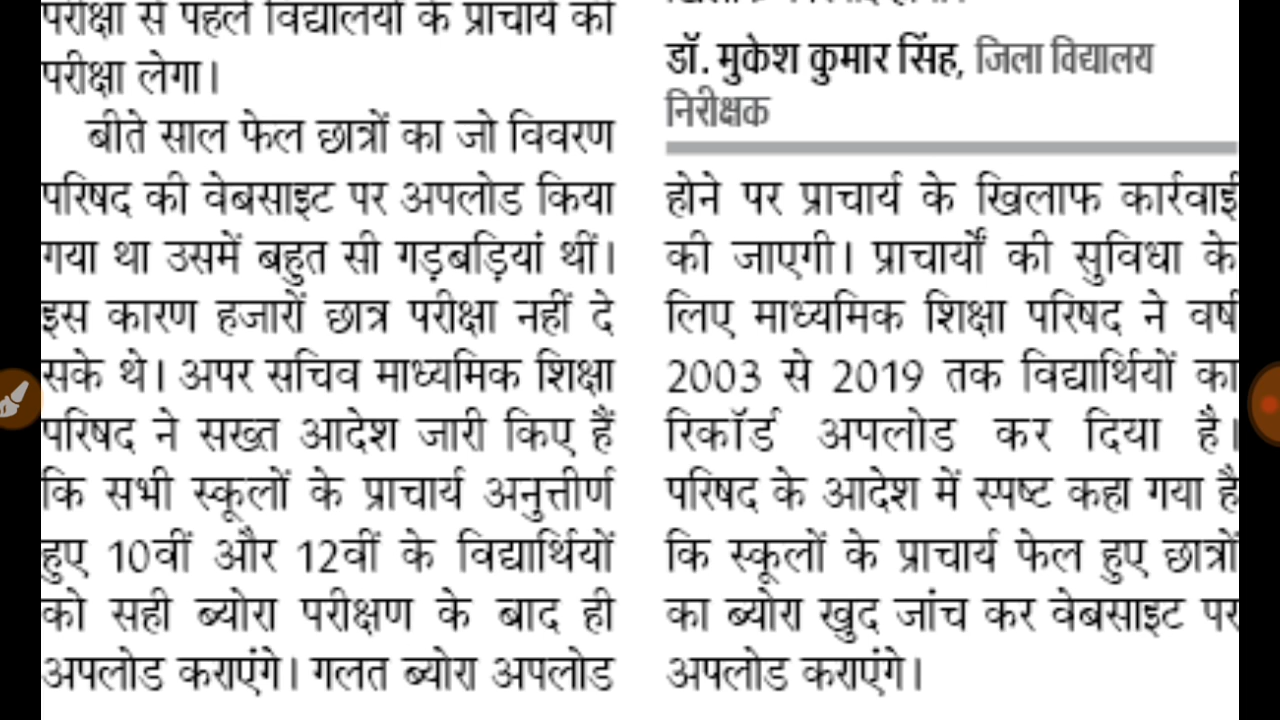 परीक्षा से पहले विद्यालयों के प्राचार्य की
परीक्षा लेगा।
बीते साल फेल छात्रों का जो विवरण
परिषद की वेबसाइट पर अपलोड किया
गया था उसमें बहुत सी गड़बड़ियां थीं।
इस कारण हजारों छात्र परीक्षा नहीं दे
सके थे। अपर सचिव माध्यमिक शिक्षा
परिषद ने सख्त आदेश जारी किए हैं
कि सभी स्कूलों के प्राचार्य अनुत्तीर्ण
हुए 10वीं और 12वीं के विद्यार्थियों
को सही ब्योरा परीक्षण के बाद ही
अपलोड कराएंगे। गलत ब्योरा अपलोड
डॉ. मुकेश कुमार सिंह, जिला विद्यालय
निरीक्षक
होने पर प्राचार्य के खिलाफ कार्रवाई
की जाएगी। प्राचार्यों की सुविधा के
लिए माध्यमिक शिक्षा परिषद ने वर्ष
2003 से 2019 तक विद्यार्थियों का
रिकॉर्ड अपलोड कर दिया है।
परिषद के आदेश में स्पष्ट कहा गया है
कि स्कूलों के प्राचार्य फेल हुए छात्रों
का ब्योरा खुद जांच कर वेबसाइट पर
अपलोड कराएंगे।